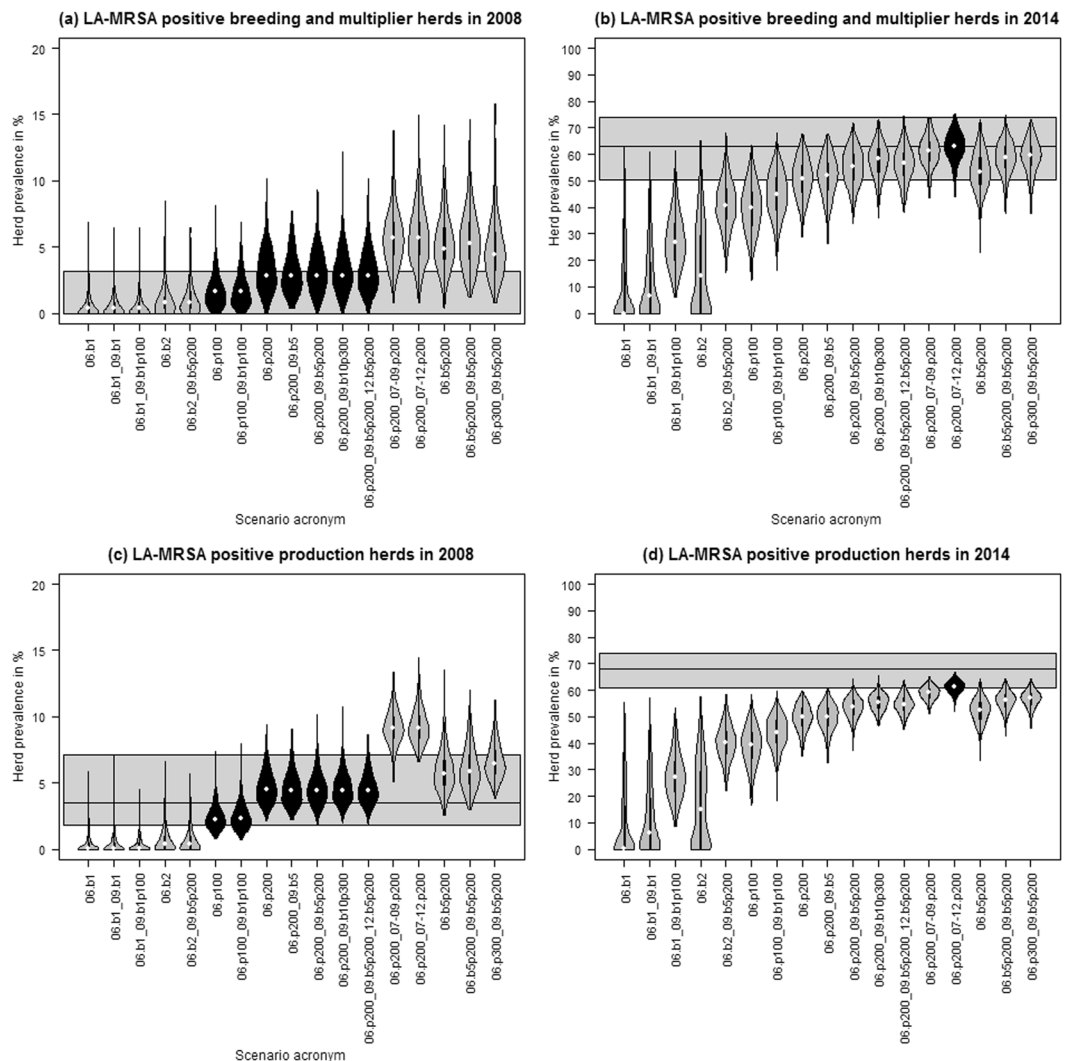 (a) LA-MRSA positive breeding and multiplier herds in 2008
Herd prevalence in %
20
15
10
5
0
06.b1
06.b1_09.b1
06.b1_09.b1p100
06.b2
06.b2_09.b5p200
06.p100
06.p100_09.b1p100
06.p200
06.p200_09.b5
06.p200_09.b5p200
06.p200_09.b10p300
06.p200_09.b5p200_12.b5p200
06.p200_07-09.p200
06.p200_07-12.p200
06.b5p200
06.b5p200_09.b5p200
06.p300_09.b5p200
Scenario acronym
(b) LA-MRSA positive breeding and multiplier herds in 2014
Herd prevalence in %
100
90
80
70
60
50
40
30
20
10
0
06.b1
06.b1_09.b1
06.b1_09.b1p100
06.b2
06.b2_09.b5p200
06.p100
06.p100_09.b1p100
06.p200
06.p200_09.b5
06.p200_09.b5p200
06.p200_09.b10p300
06.p200_09.b5p200_12.b5p200
06.p200_07-09.p200
06.p200_07-12.p200
06.b5p200
06.b5p200_09.b5p200
06.p300_09.b5p200
Scenario acronym
(c) LA-MRSA positive production herds in 2008
Herd prevalence in %
20
15
10
5
0
06.b1
06.b1_09.b1
06.b1_09.b1p100
06.b2
06.b2_09.b5p200
06.p100
06.p100_09.b1p100
06.p200
06.p200_09.b5
06.p200_09.b5p200
06.p200_09.b10p300
06.p200_09.b5p200_12.b5p200
06.p200_07-09.p200
06.p200_07-12.p200
06.b5p200
06.b5p200_09.b5p200
06.p300_09.b5p200
Scenario acronym
(d) LA-MRSA positive production herds in 2014
Herd prevalence in %
100
90
80
70
60
50
40
30
20
10
0
06.b1
06.b1_09.b1
06.b1_09.b1p100
06.b2
06.b2_09.b5p200
06.p100
06.p100_09.b1p100
06.p200
06.p200_09.b5
06.p200_09.b5p200
06.p200_09.b10p300
06.p200_09.b5p200_12.b5p200
06.p200_07-09.p200
06.p200_07-12.p200
06.b5p200
06.b5p200_09.b5p200
06.p300_09.b5p200